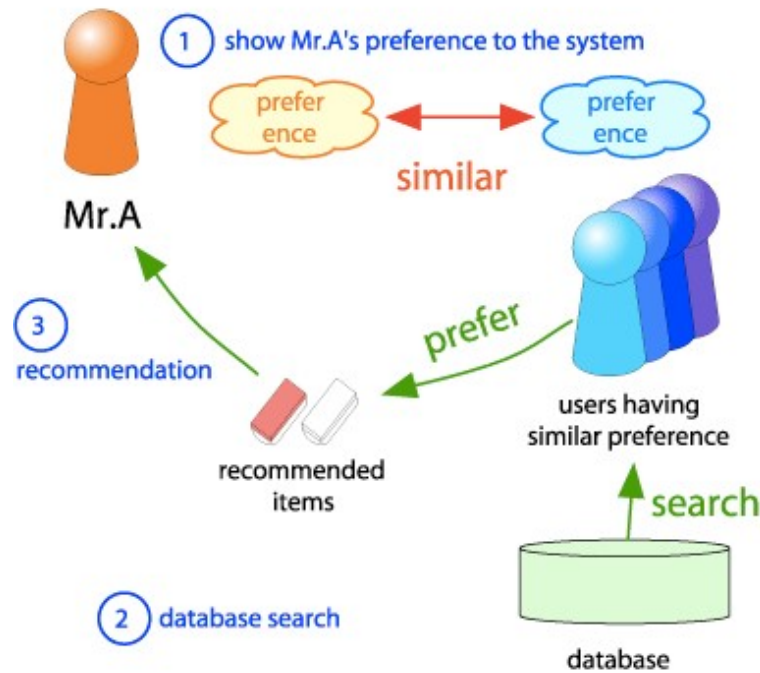 1 show Mr.A's preference to the system
prefer
ence
prefer
ence
similar
Mr.A
prefer
3
recommendation
users having
similar preference
recommended
items
search
2 database search
database